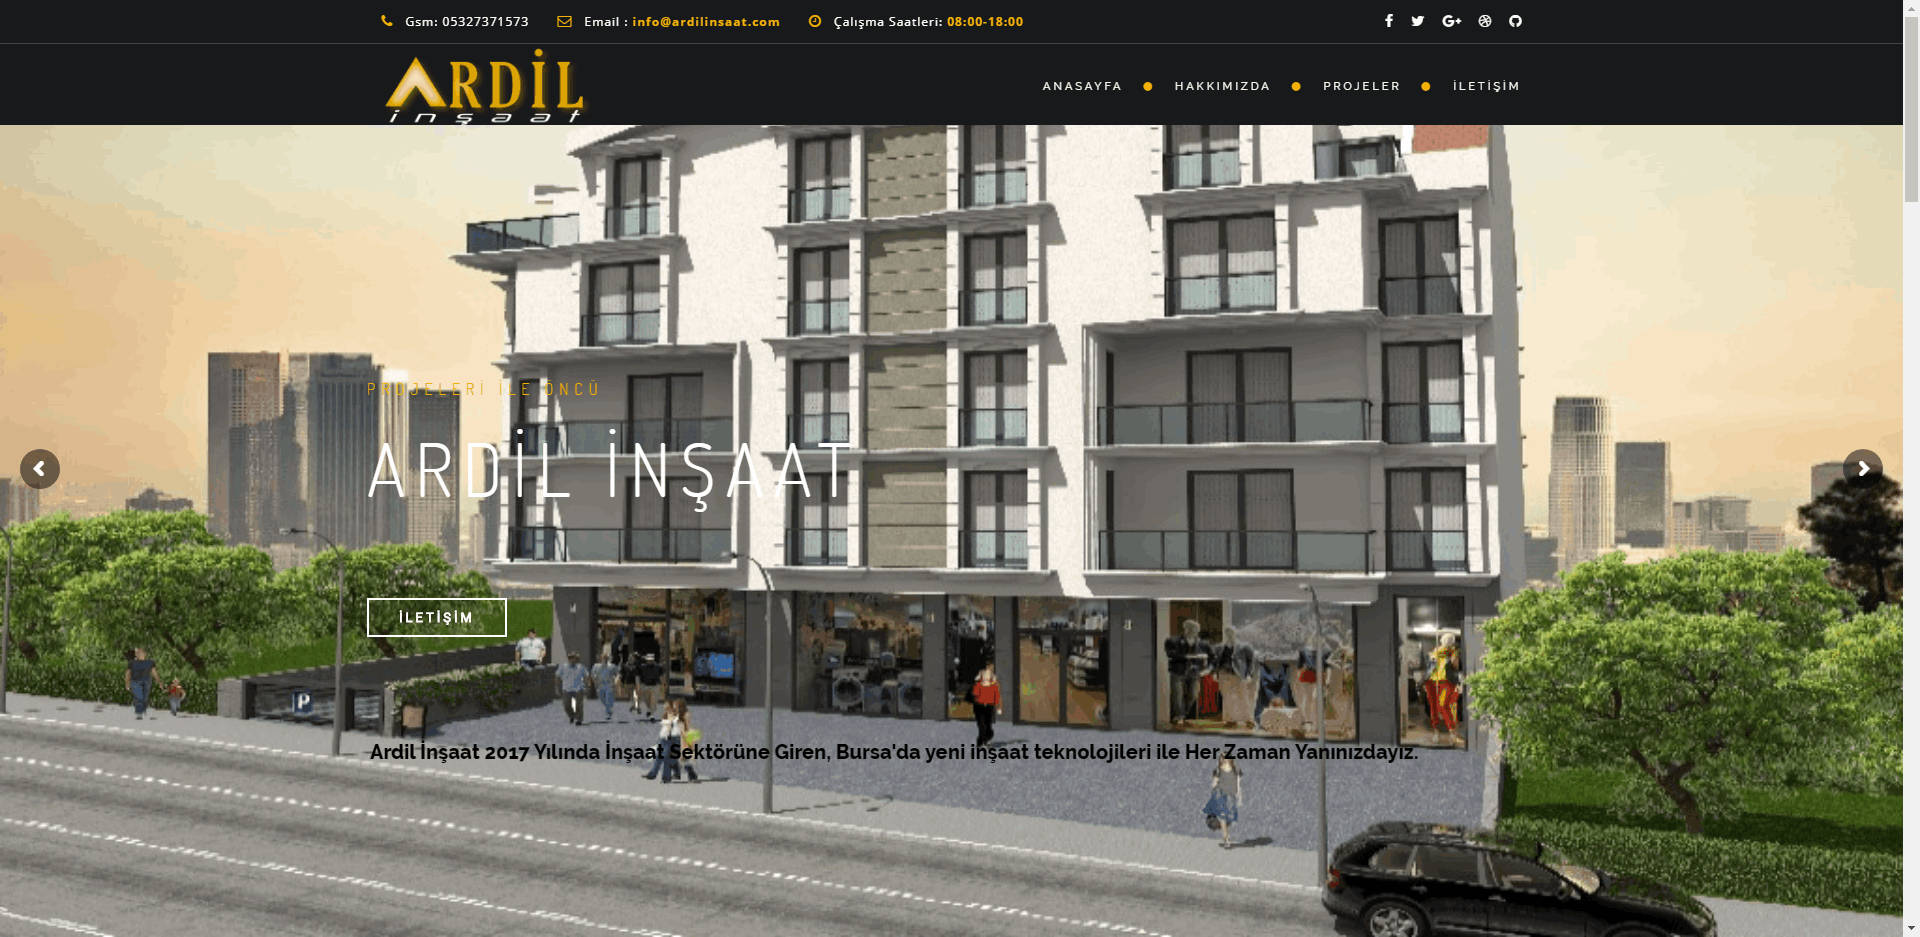 Gsm: 05327371573
Email : info@ardilinsaat.com
Çalışma Saatleri: 08:00-18:00
ARDİL
inşaat
ANASAYFA
HAKKIMIZDA
PROJELER
İLETİŞİM
PROJELERİ İLE ÖNCÜ
ARDİL İNŞAAT
İLETİŞİM
P
Ardil İnşaat 2017 Yılında İnşaat Sektörüne Giren, Bursa'da yeni inşaat teknolojileri ile Her Zaman Yanınızdayız.